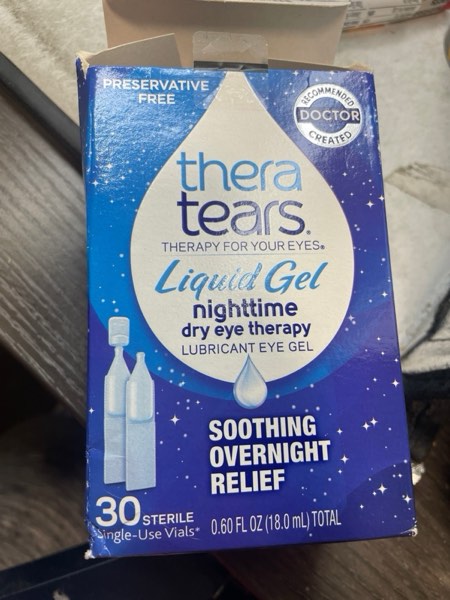 PRESERVATIVE
FREE
RECOMMENDED
DOCTOR
CREATED
thera
tears®
THERAPY FOR YOUR EYES®
Liquid Gel
nighttime
dry eye therapy
LUBRICANT EYE GEL
SOOTHING
OVERNIGHT
RELIEF
30 STERILE
Single-Use Vials*
0.60 FL OZ (18.0 mL) TOTAL